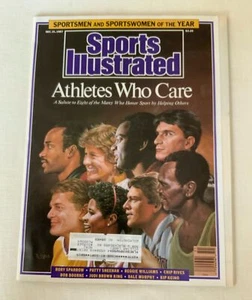 SPORTSMEN AND SPORTSWOMEN OF THE YEAR
Sports
Illustrated
Athletes Who Care
A Salute to Eight of the Many Who Honor Sport by Helping Others
RORY SPARROW • PATTY SHEEHAN • REGGIE WILLIAMS • CHIP RIVES
BOB BOURNE • JUDI BROWN KING • DALE MURPHY • KIP KEINO